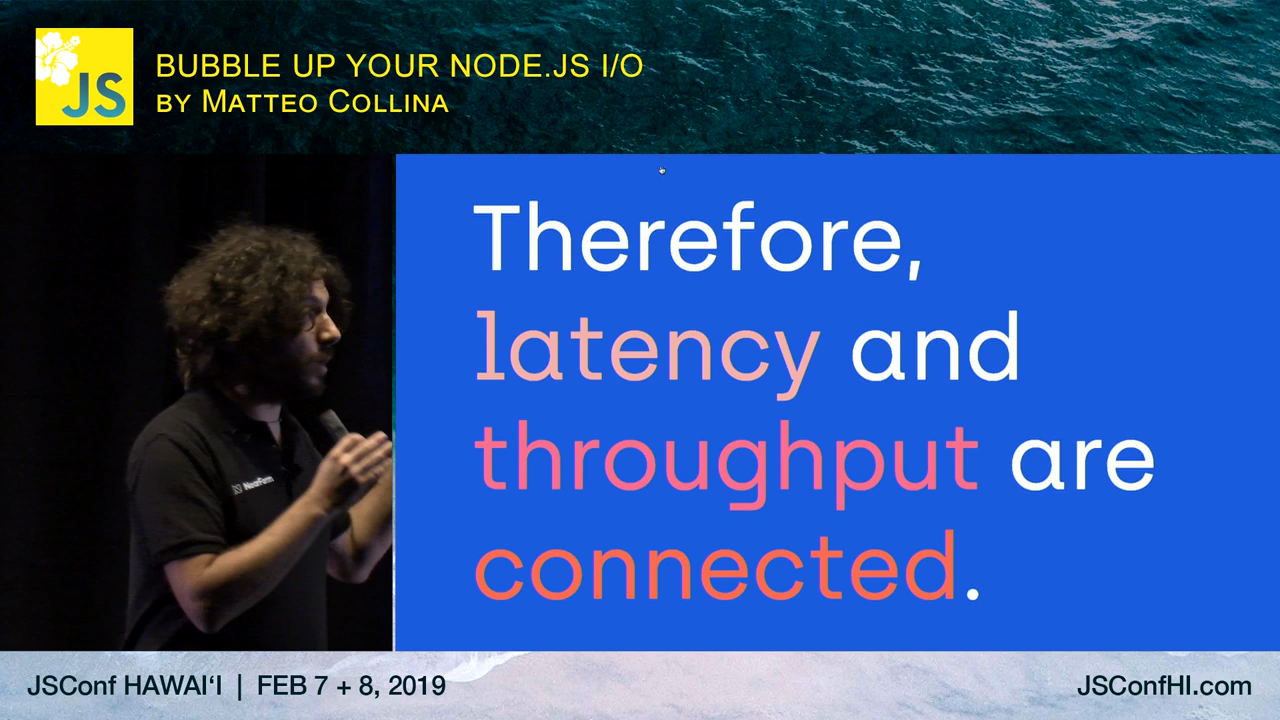 JS
BUBBLE UP YOUR NODE.JS I/O
BY MATTEO COLLINA
Therefore,
latency and
throughput are
connected.
NearForm
JSConf HAWAI‘I | FEB 7 + 8, 2019
JSConfHI.com